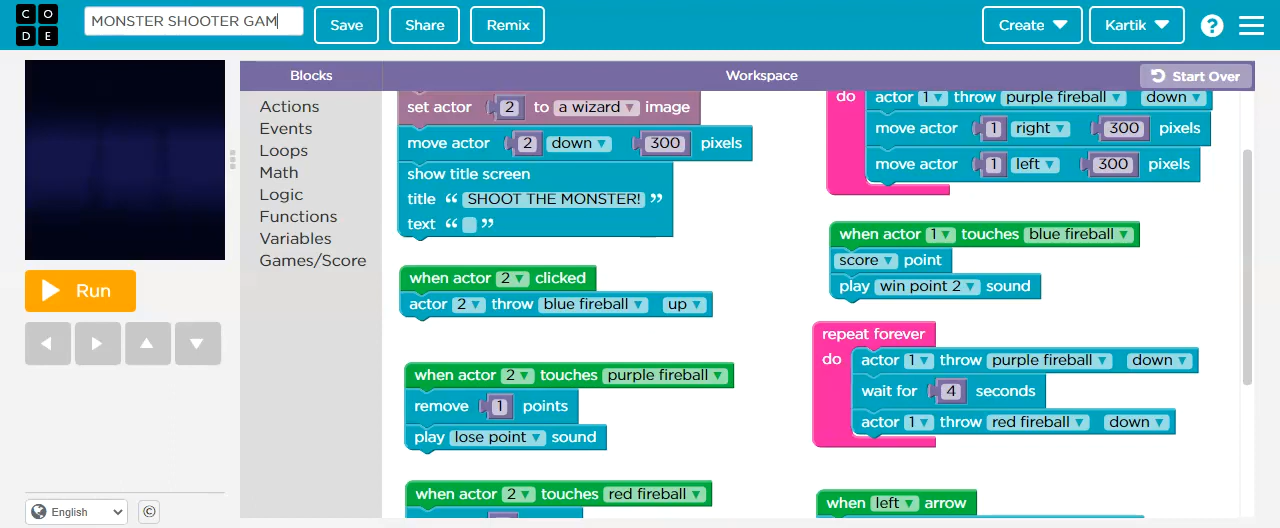 CODE
MONSTER SHOOTER GAM
Save
Share
Remix
Create
Kartik
?
Blocks
Workspace
Start Over
Run
Actions
Events
Loops
Math
Logic
Functions
Variables
Games/Score
set actor 2 to a wizard image
move actor 2 down 300 pixels
show title screen
title “ SHOOT THE MONSTER! ”
text “ ”
when actor 2 clicked
actor 2 throw blue fireball up
when actor 2 touches purple fireball
remove 1 points
play lose point sound
when actor 2 touches red fireball
do actor 1 throw purple fireball down
move actor 1 right 300 pixels
move actor 1 left 300 pixels
when actor 1 touches blue fireball
score point
play win point 2 sound
repeat forever
do actor 1 throw purple fireball down
wait for 4 seconds
actor 1 throw red fireball down
when left arrow
English
©